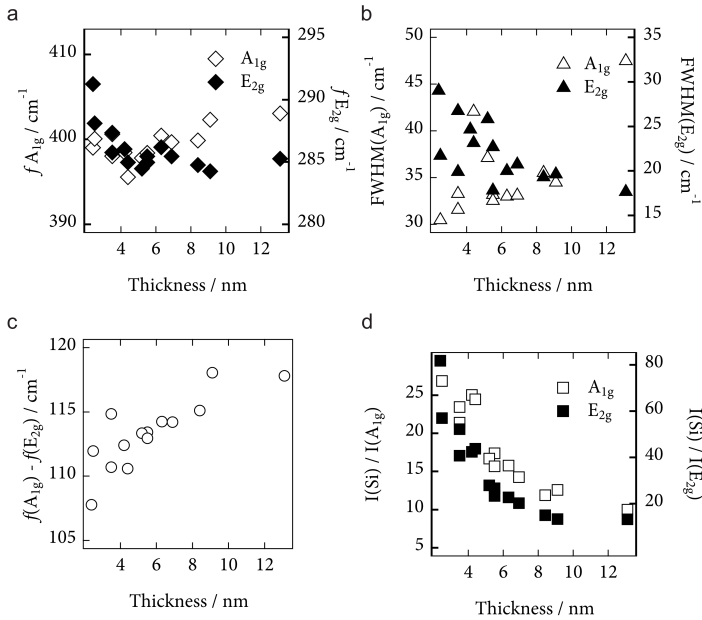 a
410
400
390
f A1g / cm-1
295
290
285
280
f E2g / cm-1
A1g
E2g
4 6 8 10 12
Thickness / nm
b
50
45
40
35
30
FWHM(A1g) / cm-1
35
30
25
20
15
FWHM(E2g) / cm-1
A1g
E2g
4 6 8 10 12
Thickness / nm
c
120
115
110
105
f(A1g) - f(E2g) / cm-1
4 6 8 10 12
Thickness / nm
d
25
20
15
10
5
I(Si) / I(A1g)
80
60
40
20
I(Si) / I(E2g)
A1g
E2g
4 6 8 10 12
Thickness / nm